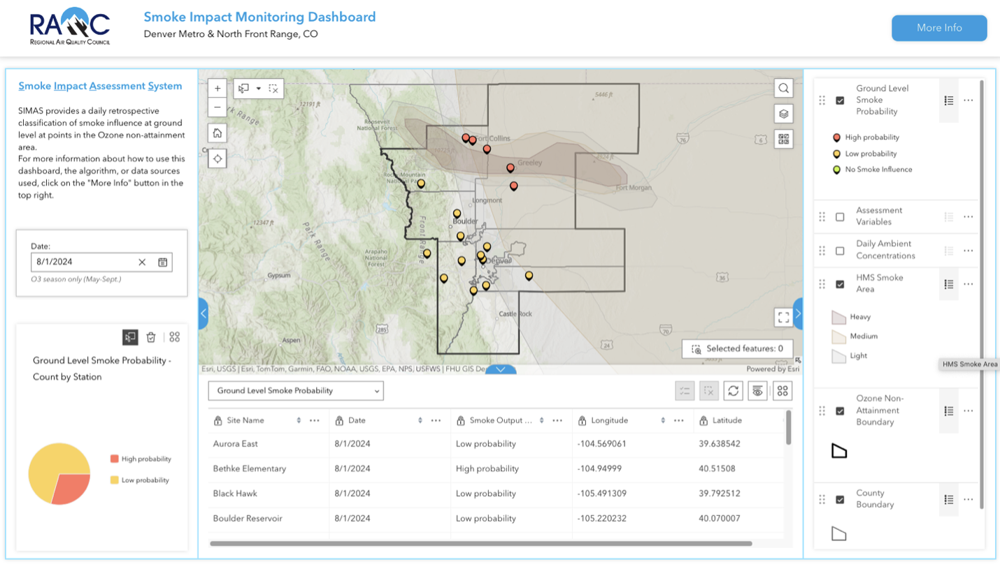 RAQC
REGIONAL AIR QUALITY COUNCIL
Smoke Impact Monitoring Dashboard
Denver Metro & North Front Range, CO
More Info
Smoke Impact Assessment System
SIMAS provides a daily retrospective
classification of smoke influence at ground
level at points in the Ozone non-attainment
area.
For more information about how to use this
dashboard, the algorithm, or data sources
used, click on the "More Info" button in the
top right.
Date:
8/1/2024
O3 season only (May-Sept.)
Ground Level Smoke Probability -
Count by Station
High probability
Low probability
12191 ft
Park Range
Roosevelt
National Forest
5446 ft
76
6
Fort Collins
Greeley
Fort Morgan
Rocky Mountain
National Park
Longmont
Boulder
12347 ft
Park Range
Front Range
Arapaho
National
Forest
Denver
Gypsum
36
Castle Rock
285
70
Aspen
24
Selected features: 0
Esri, USGS | Esri, TomTom, Garmin, FAO, NOAA, USGS, EPA, NPS, USFWS | FHU GIS De
Powered by Esri
Ground Level Smoke Probability
Site Name
Date
Smoke Output ...
Longitude
Latitude
Aurora East 8/1/2024 Low probability -104.569061 39.638542
Bethke Elementary 8/1/2024 High probability -104.94999 40.51508
Black Hawk 8/1/2024 Low probability -105.491309 39.792512
Boulder Reservoir 8/1/2024 Low probability -105.220232 40.070007
Ground Level
Smoke
Probability
High probability
Low probability
No Smoke Influence
Assessment
Variables
Daily Ambient
Concentrations
HMS Smoke
Area
Heavy
Medium
Light
HMS Smoke Area
Ozone Non-
Attainment
Boundary
County
Boundary